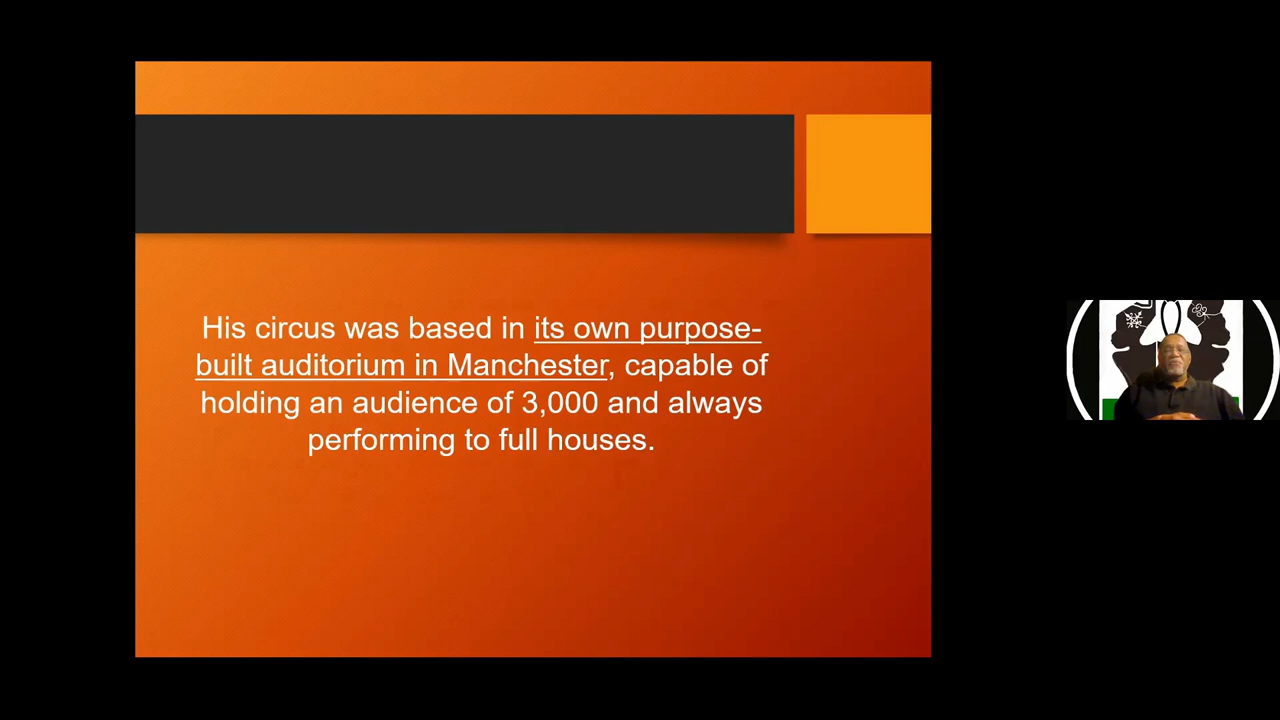 His circus was based in its own purpose-
built auditorium in Manchester, capable of
holding an audience of 3,000 and always
performing to full houses.